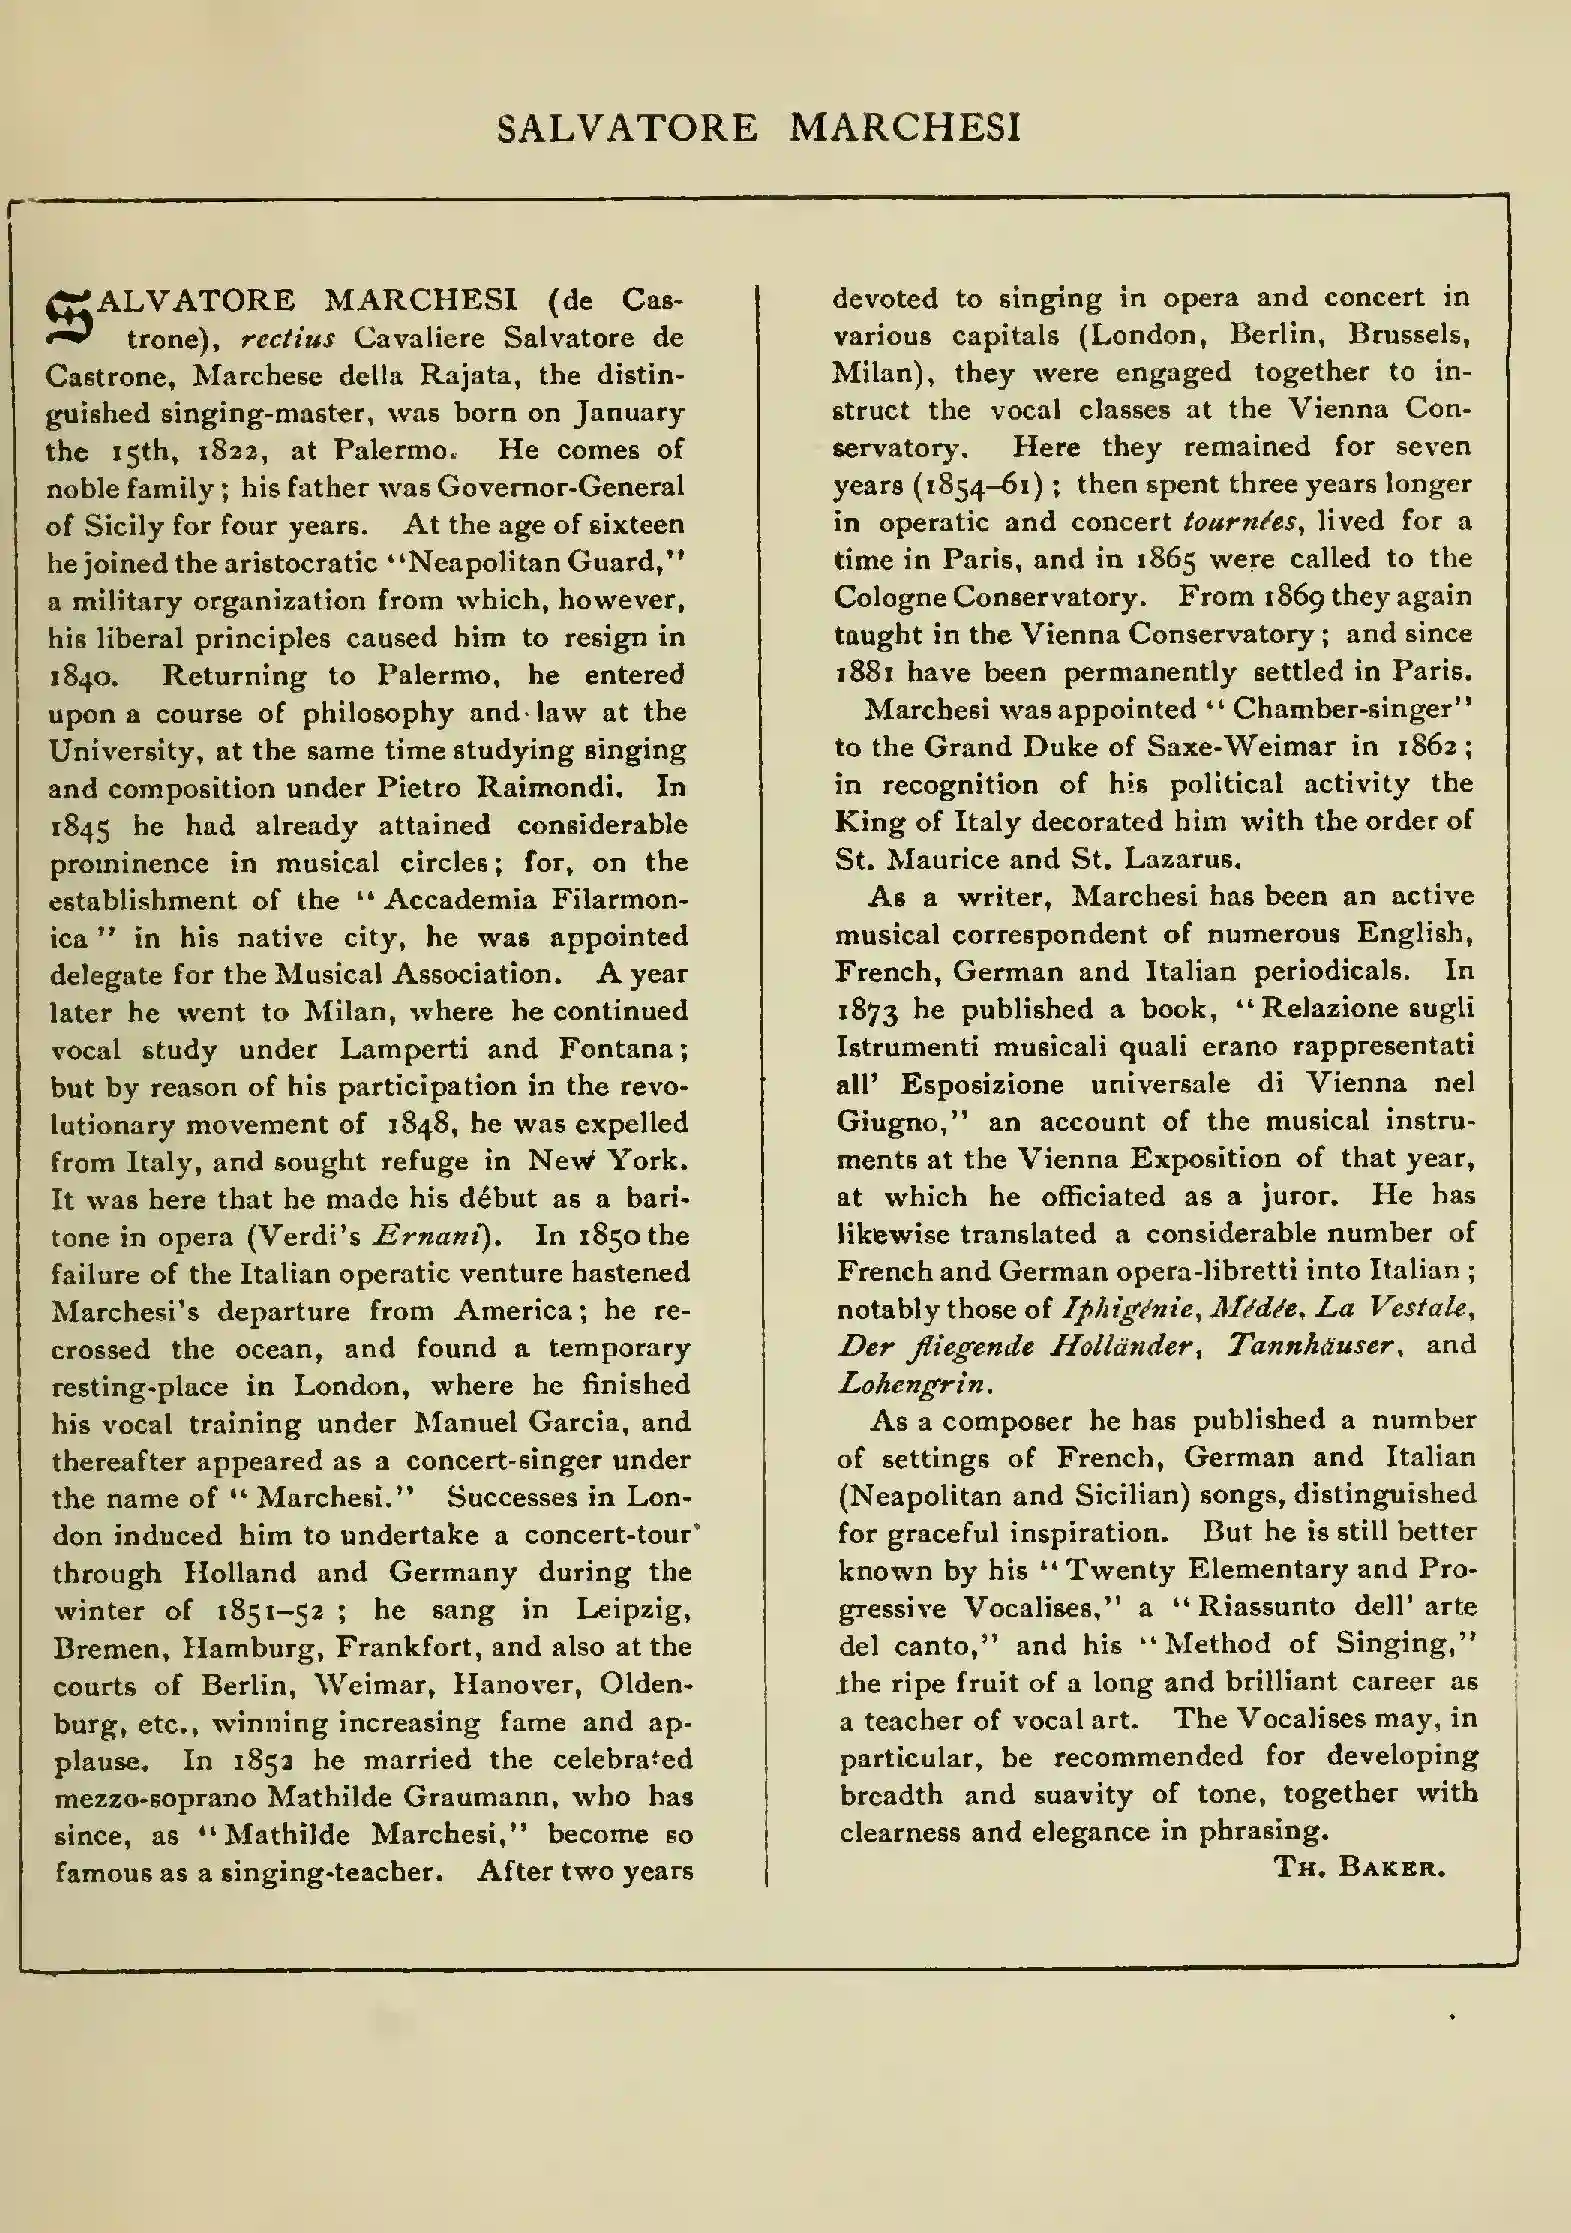 SALVATORE MARCHESI
SALVATORE MARCHESI (de Cas-
trone), rectius Cavaliere Salvatore de
Castrone, Marchese della Rajata, the distin-
guished singing-master, was born on January
the 15th, 1822, at Palermo. He comes of
noble family; his father was Governor-General
of Sicily for four years. At the age of sixteen
he joined the aristocratic "Neapolitan Guard,"
a military organization from which, however,
his liberal principles caused him to resign in
1840. Returning to Palermo, he entered
upon a course of philosophy and law at the
University, at the same time studying singing
and composition under Pietro Raimondi. In
1845 he had already attained considerable
prominence in musical circles; for, on the
establishment of the "Accademia Filarmon-
ica" in his native city, he was appointed
delegate for the Musical Association. A year
later he went to Milan, where he continued
vocal study under Lamperti and Fontana;
but by reason of his participation in the revo-
lutionary movement of 1848, he was expelled
from Italy, and sought refuge in New York.
It was here that he made his début as a bari-
tone in opera (Verdi's Ernani). In 1850 the
failure of the Italian operatic venture hastened
Marchesi's departure from America; he re-
crossed the ocean, and found a temporary
resting-place in London, where he finished
his vocal training under Manuel Garcia, and
thereafter appeared as a concert-singer under
the name of "Marchesi." Successes in Lon-
don induced him to undertake a concert-tour
through Holland and Germany during the
winter of 1851–52; he sang in Leipzig,
Bremen, Hamburg, Frankfort, and also at the
courts of Berlin, Weimar, Hanover, Olden-
burg, etc., winning increasing fame and ap-
plause. In 1852 he married the celebrated
mezzo-soprano Mathilde Graumann, who has
since, as "Mathilde Marchesi," become so
famous as a singing-teacher. After two years
devoted to singing in opera and concert in
various capitals (London, Berlin, Brussels,
Milan), they were engaged together to in-
struct the vocal classes at the Vienna Con-
servatory. Here they remained for seven
years (1854–61); then spent three years longer
in operatic and concert tournées, lived for a
time in Paris, and in 1865 were called to the
Cologne Conservatory. From 1869 they again
taught in the Vienna Conservatory; and since
1881 have been permanently settled in Paris.
Marchesi was appointed "Chamber-singer"
to the Grand Duke of Saxe-Weimar in 1862;
in recognition of his political activity the
King of Italy decorated him with the order of
St. Maurice and St. Lazarus.
As a writer, Marchesi has been an active
musical correspondent of numerous English,
French, German and Italian periodicals. In
1873 he published a book, "Relazione sugli
Istrumenti musicali quali erano rappresentati
all' Esposizione universale di Vienna nel
Giugno," an account of the musical instru-
ments at the Vienna Exposition of that year,
at which he officiated as a juror. He has
likewise translated a considerable number of
French and German opera-libretti into Italian;
notably those of Iphigénie, Médée, La Vestale,
Der fliegende Holländer, Tannhäuser, and
Lohengrin.
As a composer he has published a number
of settings of French, German and Italian
(Neapolitan and Sicilian) songs, distinguished
for graceful inspiration. But he is still better
known by his "Twenty Elementary and Pro-
gressive Vocalises," a "Riassunto dell' arte
del canto," and his "Method of Singing,"
the ripe fruit of a long and brilliant career as
a teacher of vocal art. The Vocalises may, in
particular, be recommended for developing
breadth and suavity of tone, together with
clearness and elegance in phrasing.
TH. BAKER.